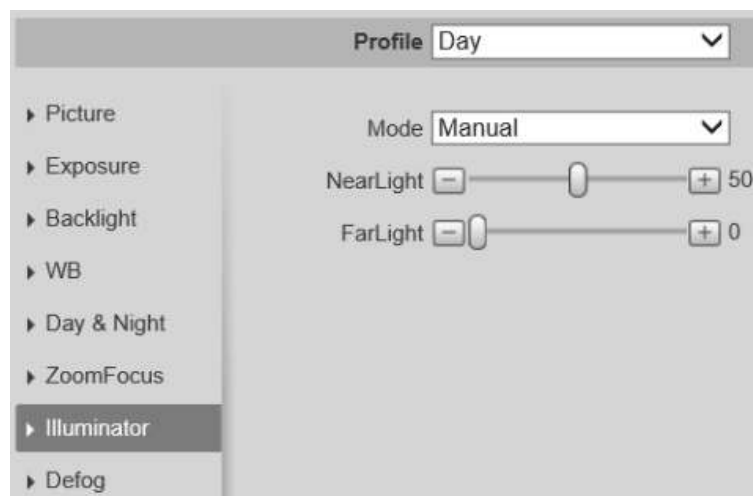 Profile Day
Picture
Exposure
Backlight
WB
Day & Night
ZoomFocus
Illuminator
Defog
Mode Manual
NearLight 50
FarLight 0